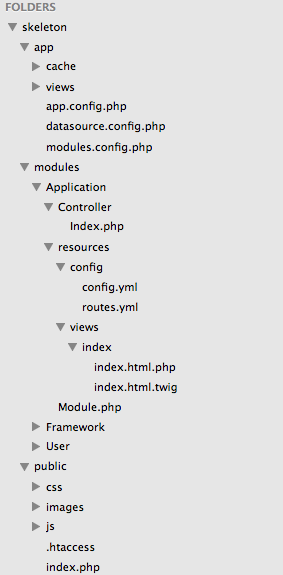 FOLDERS
skeleton
app
cache
views
app.config.php
datasource.config.php
modules.config.php
modules
Application
Controller
Index.php
resources
config
config.yml
routes.yml
views
index
index.html.php
index.html.twig
Module.php
Framework
User
public
css
images
js
.htaccess
index.php